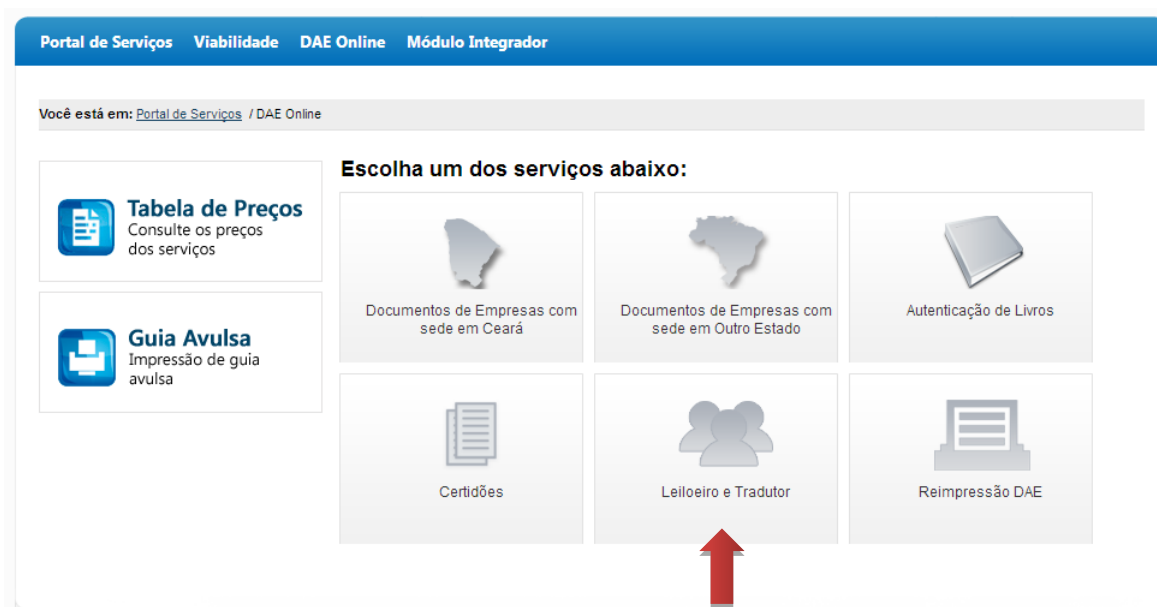 Portal de Serviços Viabilidade DAE Online Módulo Integrador
Você está em: Portal de Serviços / DAE Online
Tabela de Preços
Consulte os preços
dos serviços
Guia Avulsa
Impressão de guia
avulsa
Escolha um dos serviços abaixo:
Documentos de Empresas com
sede em Ceará
Documentos de Empresas com
sede em Outro Estado
Autenticação de Livros
Certidões
Leiloeiro e Tradutor
Reimpressão DAE